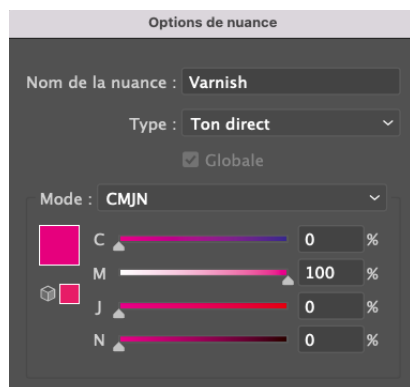 Options de nuance
Nom de la nuance : Varnish
Type : Ton direct
Globale
Mode : CMJN
C 0 %
M 100 %
J 0 %
N 0 %